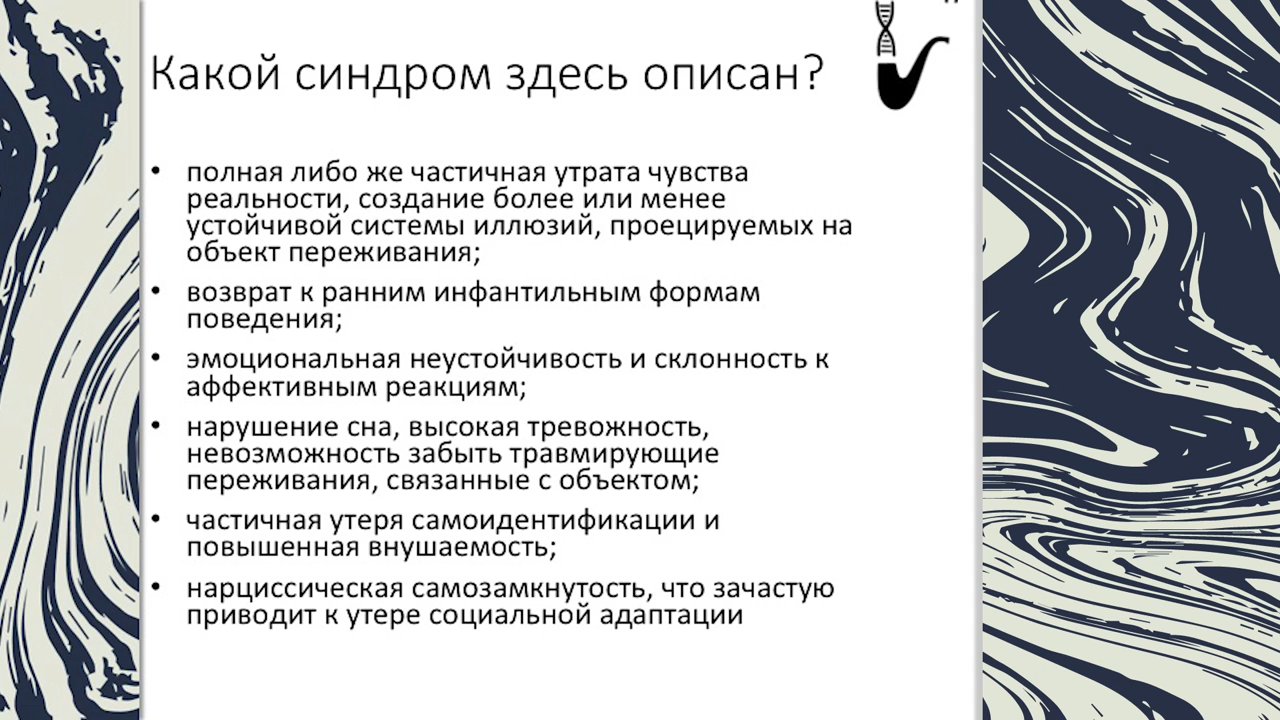 Какой синдром здесь описан?
• полная либо же частичная утрата чувства
реальности, создание более или менее
устойчивой системы иллюзий, проецируемых на
объект переживания;
• возврат к ранним инфантильным формам
поведения;
• эмоциональная неустойчивость и склонность к
аффективным реакциям;
• нарушение сна, высокая тревожность,
невозможность забыть травмирующие
переживания, связанные с объектом;
• частичная утеря самоидентификации и
повышенная внушаемость;
• нарциссическая самозамкнутость, что зачастую
приводит к утере социальной адаптации